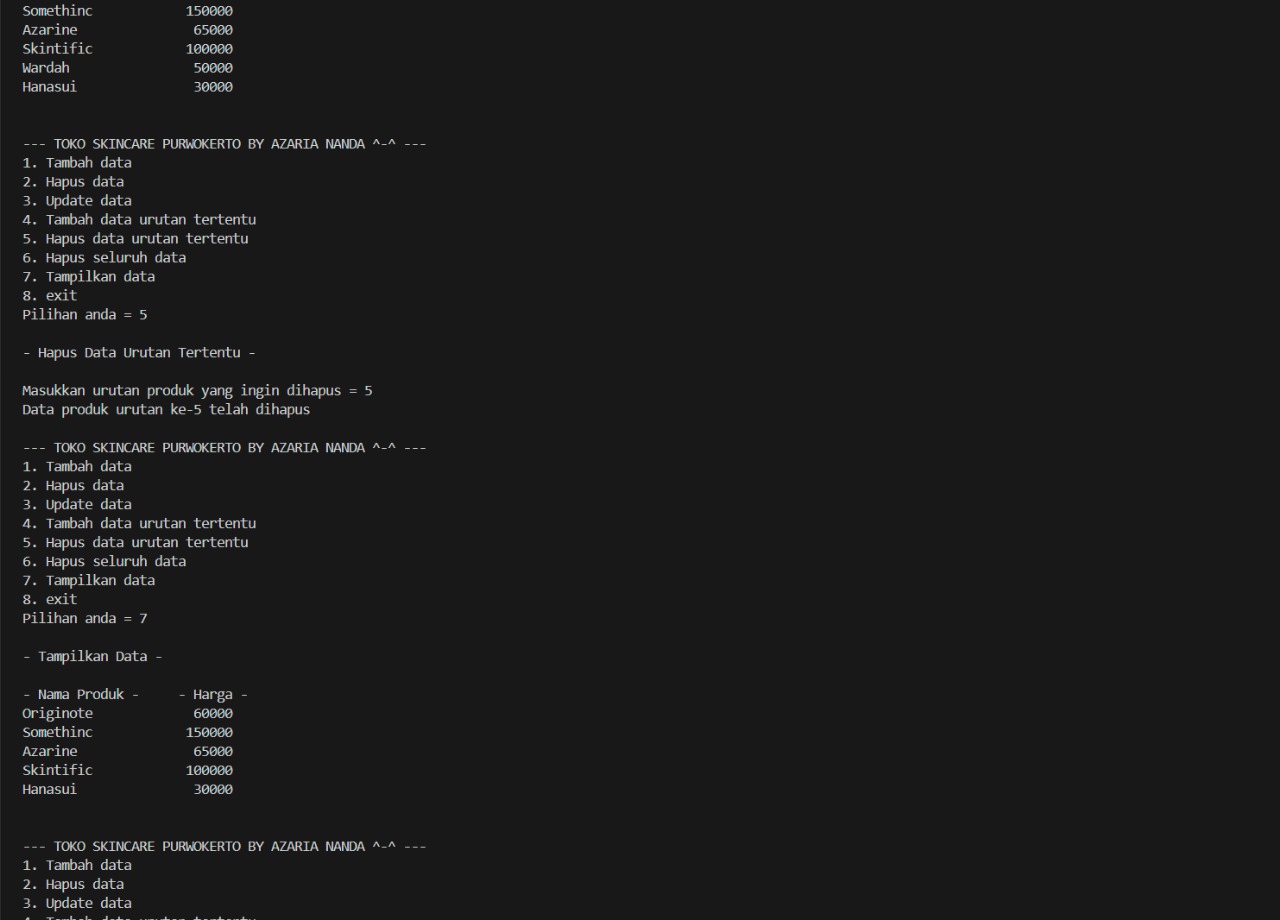 Somethinc 150000
Azarine 65000
Skintific 100000
Wardah 50000
Hanasui 30000
--- TOKO SKINCARE PURWOKERTO BY AZARIA NANDA ^-^ ---
1. Tambah data
2. Hapus data
3. Update data
4. Tambah data urutan tertentu
5. Hapus data urutan tertentu
6. Hapus seluruh data
7. Tampilkan data
8. exit
Pilihan anda = 5
- Hapus Data Urutan Tertentu -
Masukkan urutan produk yang ingin dihapus = 5
Data produk urutan ke-5 telah dihapus
--- TOKO SKINCARE PURWOKERTO BY AZARIA NANDA ^-^ ---
1. Tambah data
2. Hapus data
3. Update data
4. Tambah data urutan tertentu
5. Hapus data urutan tertentu
6. Hapus seluruh data
7. Tampilkan data
8. exit
Pilihan anda = 7
- Tampilkan Data -
- Nama Produk - - Harga -
Originote 60000
Somethinc 150000
Azarine 65000
Skintific 100000
Hanasui 30000
--- TOKO SKINCARE PURWOKERTO BY AZARIA NANDA ^-^ ---
1. Tambah data
2. Hapus data
3. Update data
4. Tambah data urutan tertentu